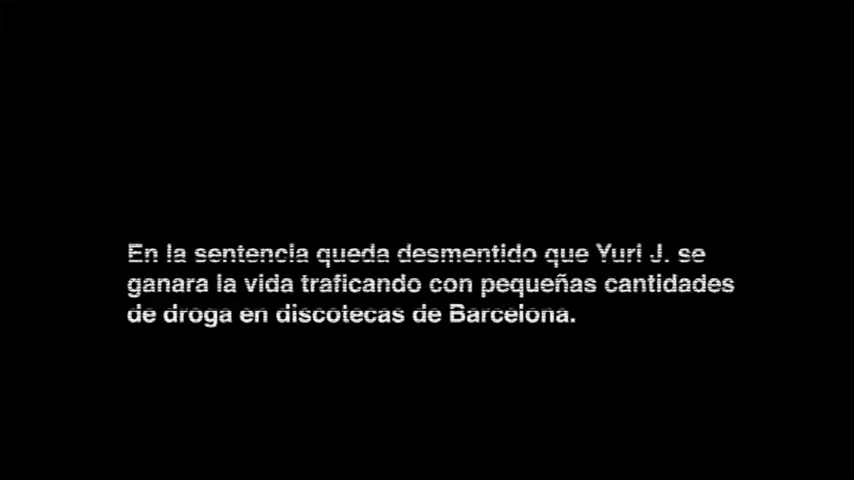 En la sentencia queda desmentido que Yuri J. se
ganara la vida traficando con pequeñas cantidades
de droga en discotecas de Barcelona.